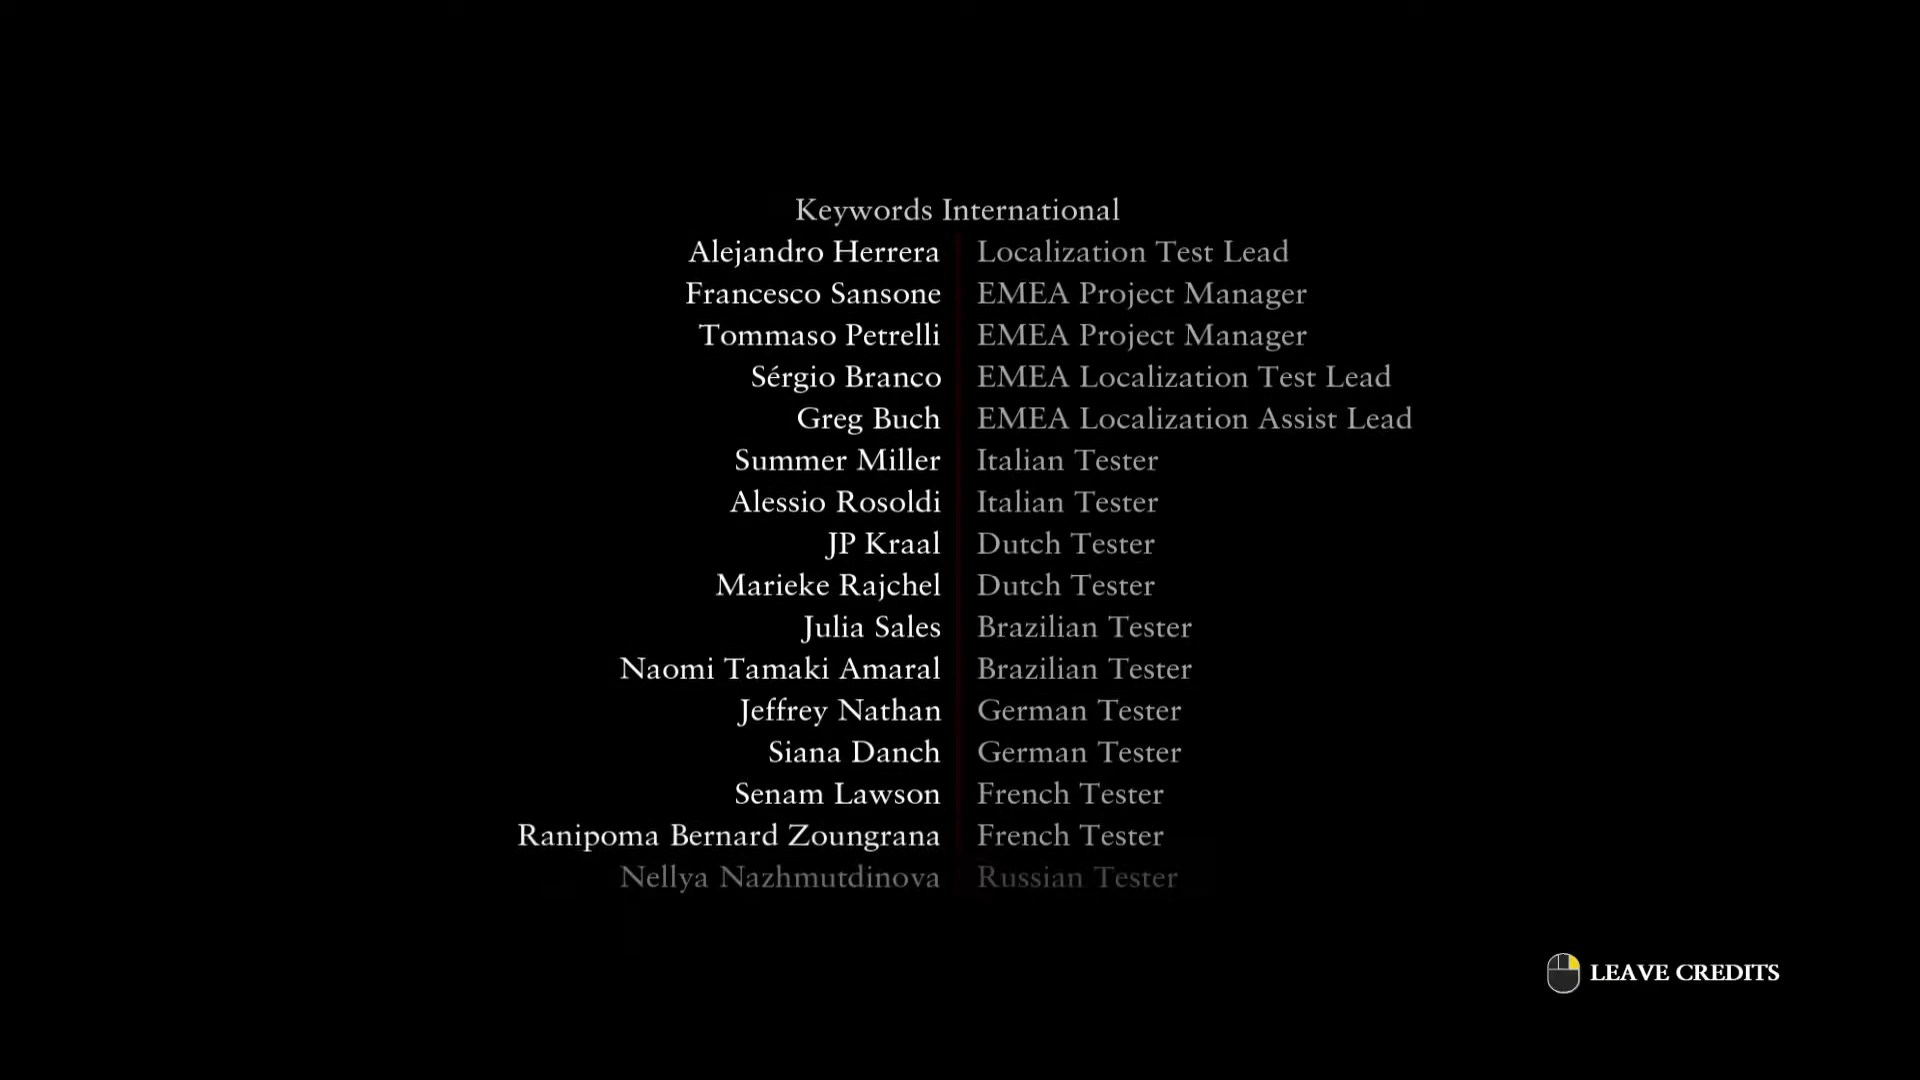 Keywords International
Alejandro Herrera Localization Test Lead
Francesco Sansone EMEA Project Manager
Tommaso Petrelli EMEA Project Manager
Sérgio Branco EMEA Localization Test Lead
Greg Buch EMEA Localization Assist Lead
Summer Miller Italian Tester
Alessio Rosoldi Italian Tester
JP Kraal Dutch Tester
Marieke Rajchel Dutch Tester
Julia Sales Brazilian Tester
Naomi Tamaki Amaral Brazilian Tester
Jeffrey Nathan German Tester
Siana Danch German Tester
Senam Lawson French Tester
Ranipoma Bernard Zoungrana French Tester
Nellya Nazhmutdinova Russian Tester
LEAVE CREDITS